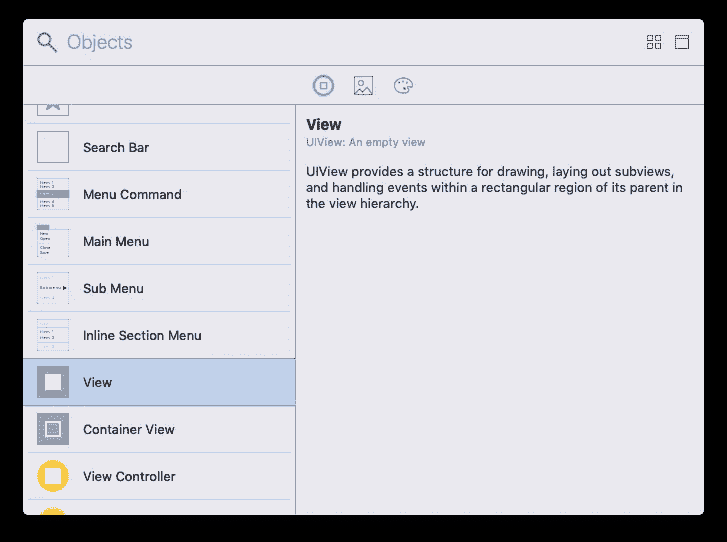 Objects
Search Bar
Menu Command
Main Menu
Sub Menu
Inline Section Menu
View
Container View
View Controller
View
UIView: An empty view
UIView provides a structure for drawing, laying out subviews,
and handling events within a rectangular region of its parent in
the view hierarchy.